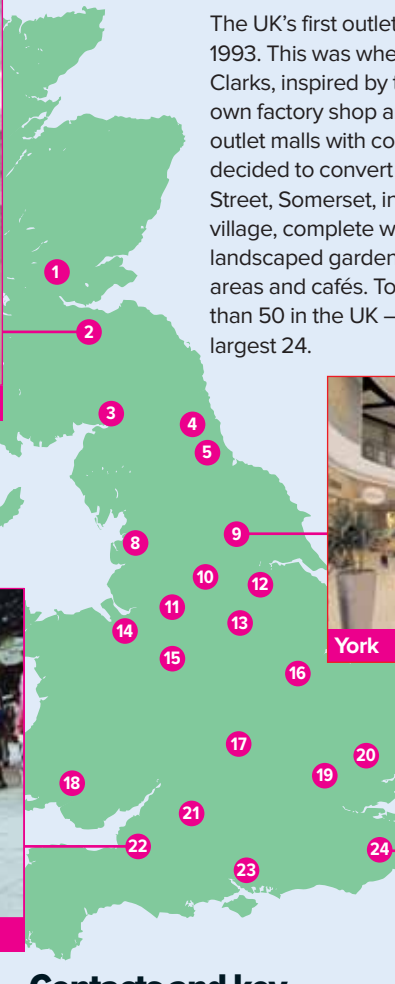 The UK’s first outlet
1993. This was whe
Clarks, inspired by t
own factory shop a
outlet malls with co
decided to convert
Street, Somerset, in
village, complete w
landscaped garden
areas and cafés. To
than 50 in the UK –
largest 24.
1
2
3
4
5
8
9
10
11
12
13
14
15
16
17
18
19
20
21
22
23
24
York
Contacts and key